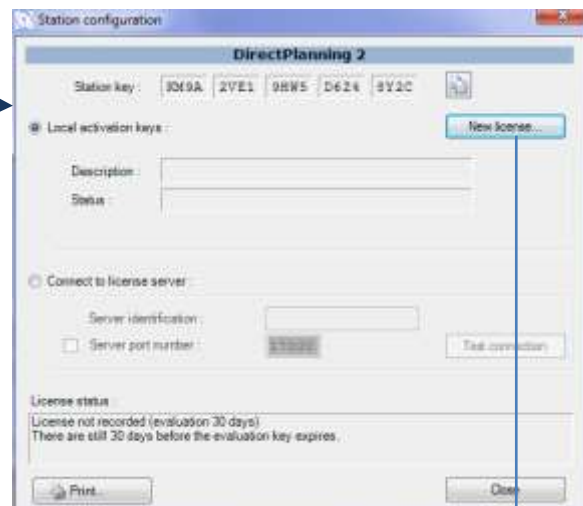 Station configuration
DirectPlanning 2
Station key : 2VE1 D624
Local activation keys : New license...
Description :
Status :
Connect to license server :
Server identification :
Server port number : Test connection
License status :
License not recorded (evaluation 30 days)
There are still 30 days before the evaluation key expires.
Print... Close